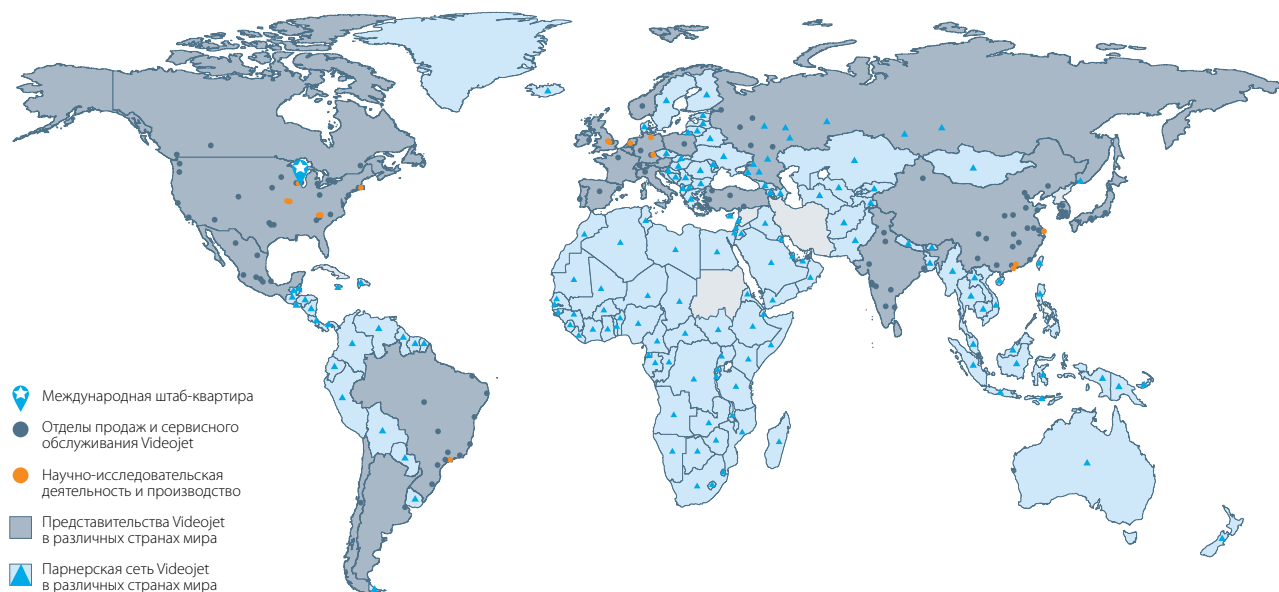 Международная штаб-квартира
Отделы продаж и сервисного
обслуживания Videojet
Научно-исследовательская
деятельность и производство
Представительства Videojet
в различных странах мира
Парнерская сеть Videojet
в различных странах мира